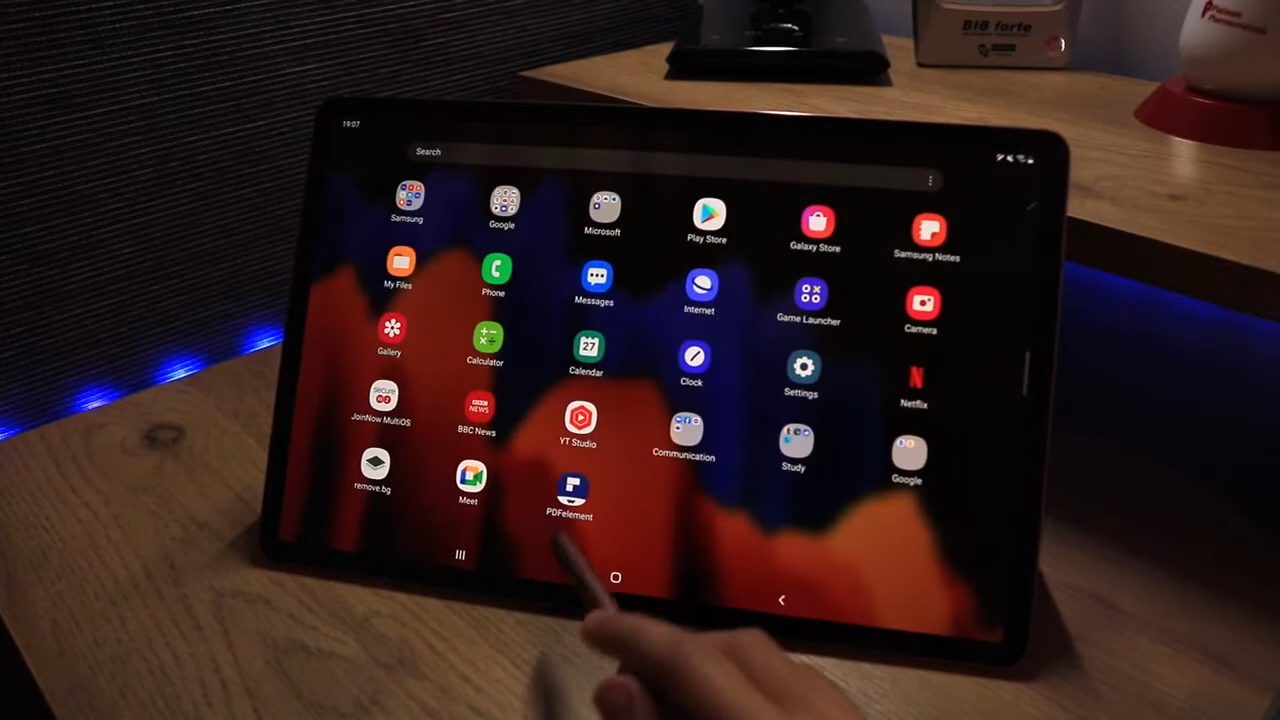 BIB forte
19:07
Search
Samsung
Google
Microsoft
Play Store
Galaxy Store
Samsung Notes
My Files
Phone
Messages
Internet
Game Launcher
Camera
Gallery
Calculator
27
Calendar
Clock
Settings
Netflix
secure
W2
JoinNow MultiOS
BBC
NEWS
BBC News
YT Studio
Communication
Study
Google
remove.bg
Meet
PDFelement